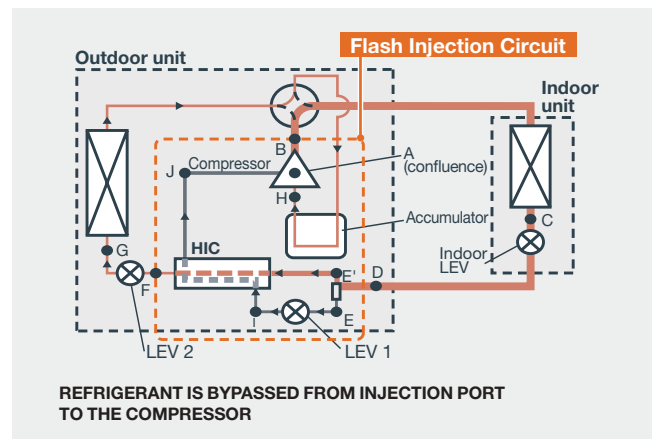 Flash Injection Circuit
Outdoor unit
Indoor
unit
B
A
(confluence)
J
Compressor
H
Accumulator
C
Indoor
LEV
G
HIC
E'
D
F
I
E
LEV 2
LEV 1
REFRIGERANT IS BYPASSED FROM INJECTION PORT
TO THE COMPRESSOR